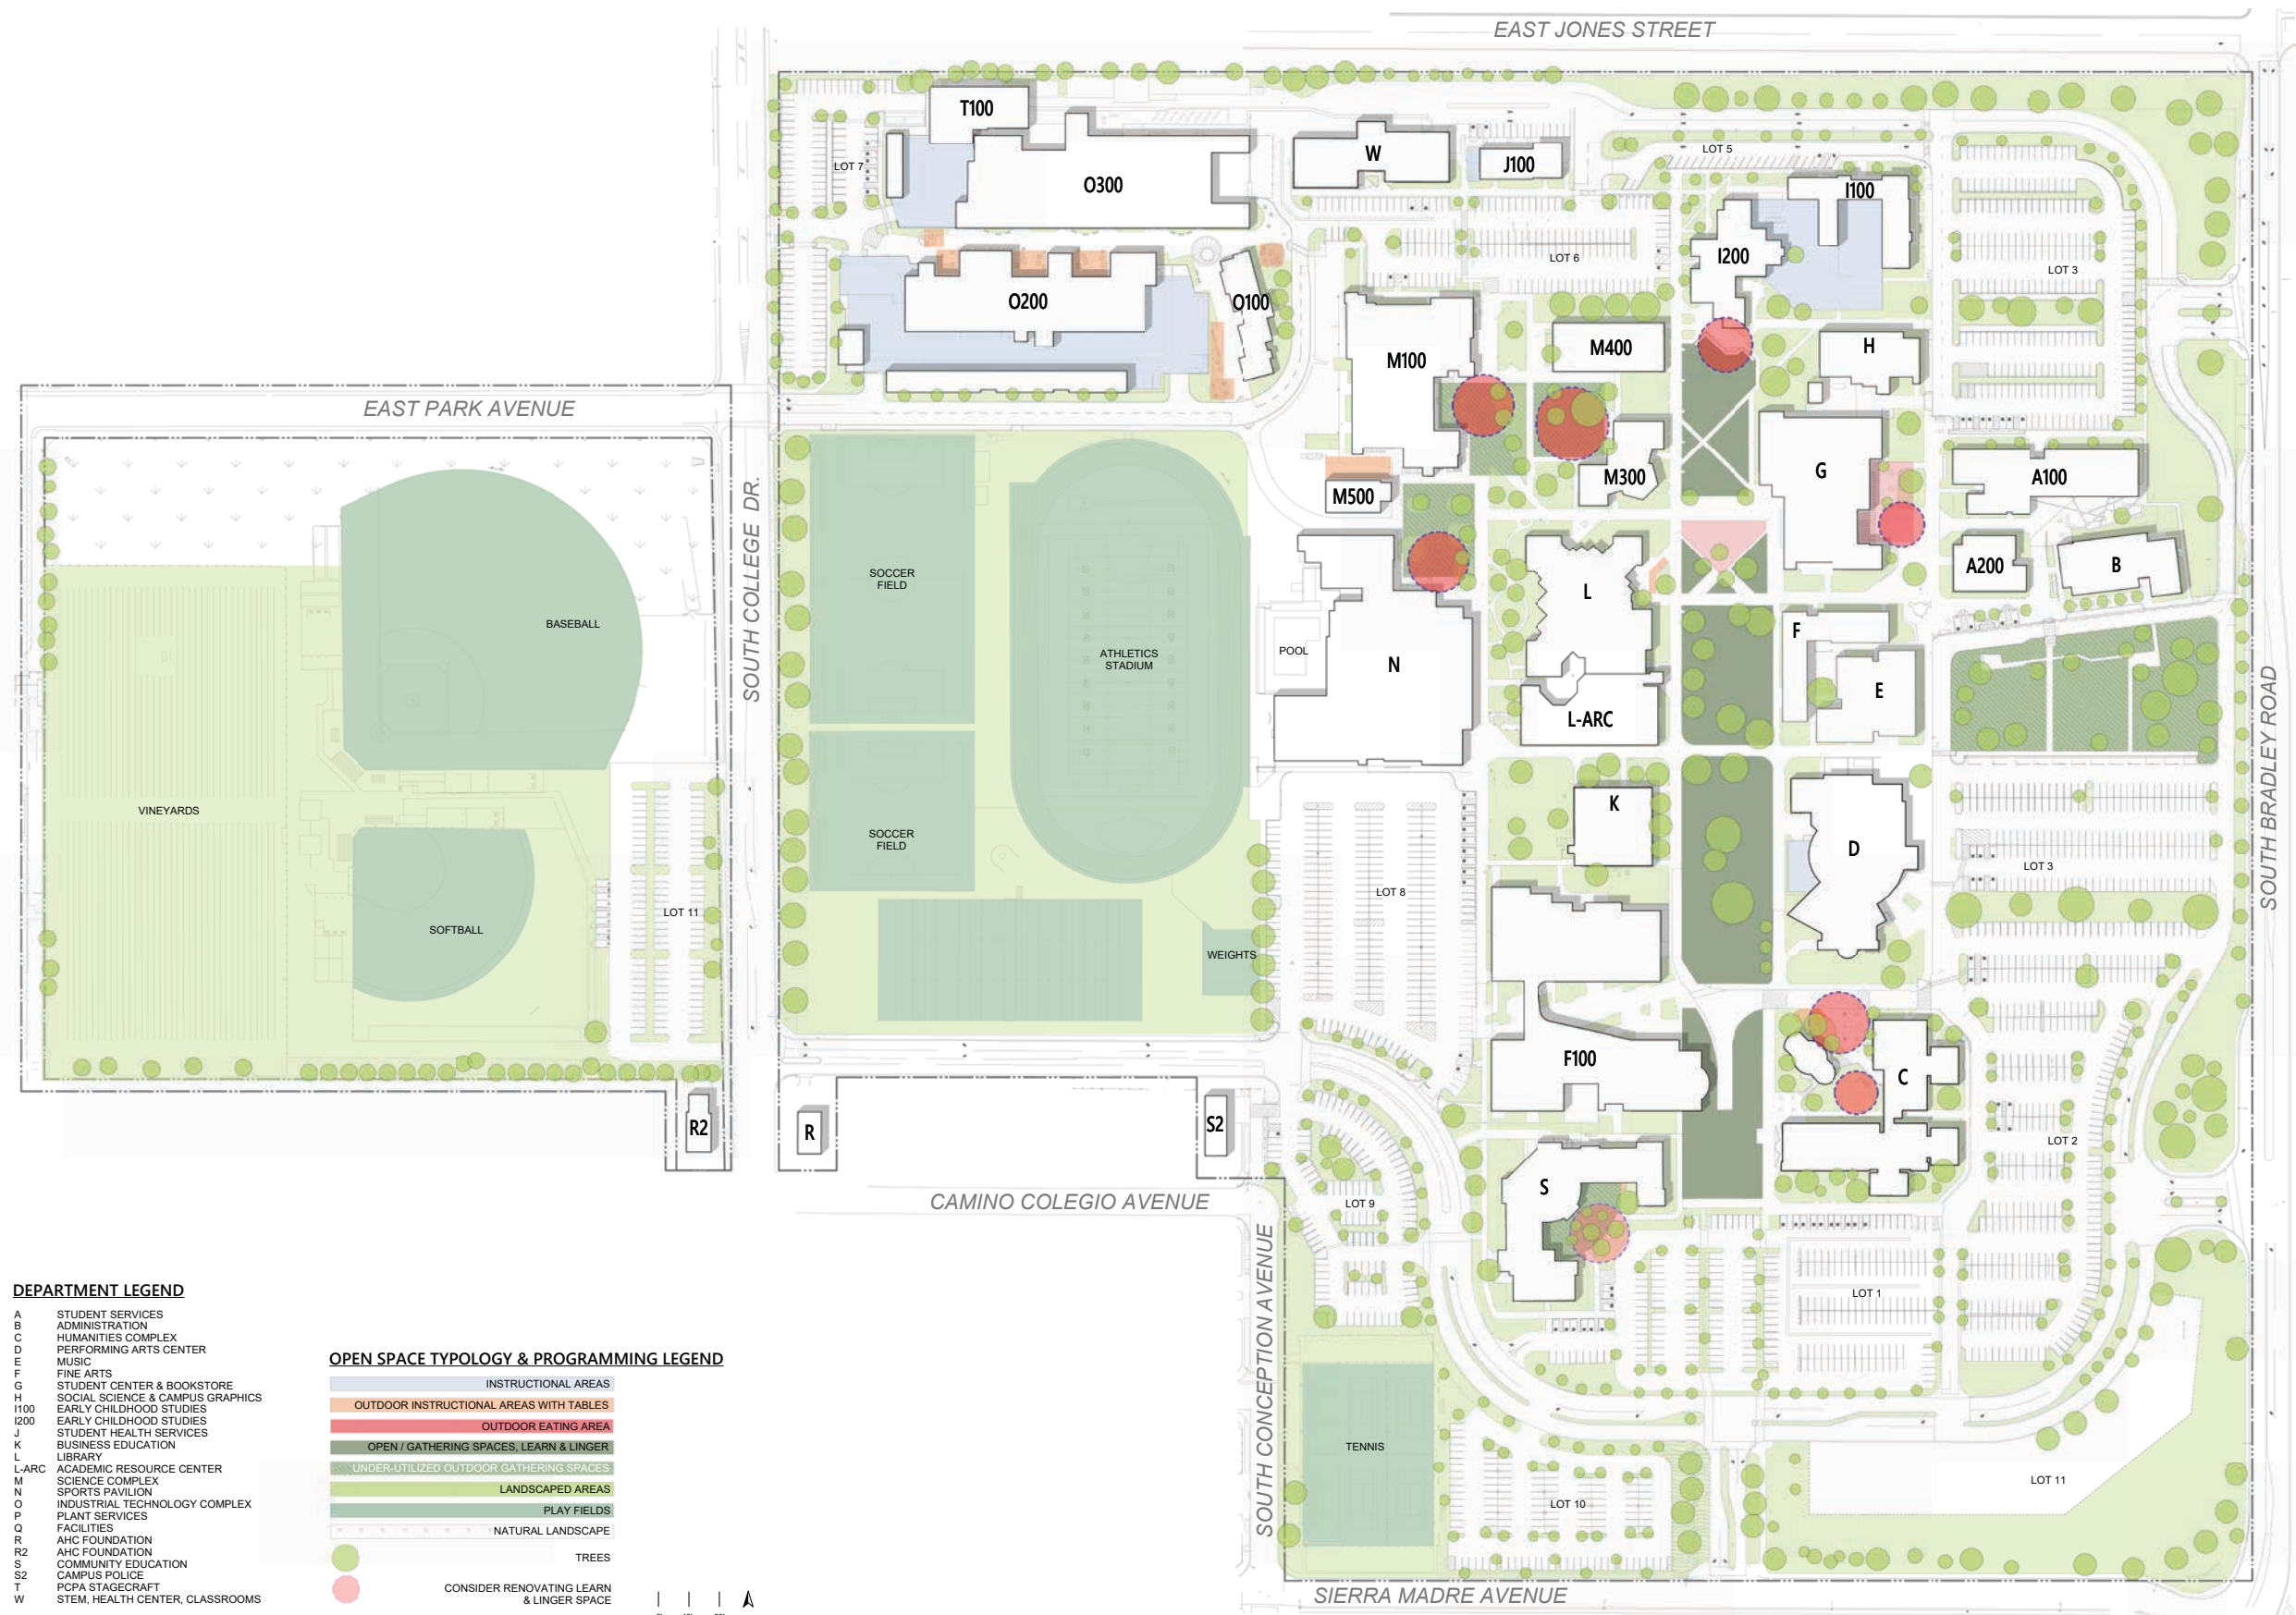 EAST JONES STREET
T100
W
J100
LOT 5
LOT 7
O300
I100
I200
LOT 6
LOT 3
O200
O100
M100
M400
H
EAST PARK AVENUE
M300
G
A100
M500
SOUTH COLLEGE DR.
SOCCER
FIELD
A200
B
L
BASEBALL
ATHLETICS
STADIUM
POOL
N
F
E
L-ARC
SOUTH BRADLEY ROAD
VINEYARDS
K
SOCCER
FIELD
D
LOT 3
LOT 8
LOT 11
SOFTBALL
WEIGHTS
F100
C
R2
R
S2
LOT 2
S
CAMINO COLEGIO AVENUE
LOT 9
SOUTH CONCEPTION AVENUE
LOT 1
TENNIS
LOT 11
LOT 10
SIERRA MADRE AVENUE
DEPARTMENT LEGEND
A STUDENT SERVICES
B ADMINISTRATION
C HUMANITIES COMPLEX
D PERFORMING ARTS CENTER
E MUSIC
F FINE ARTS
G STUDENT CENTER & BOOKSTORE
H SOCIAL SCIENCE & CAMPUS GRAPHICS
I100 EARLY CHILDHOOD STUDIES
I200 EARLY CHILDHOOD STUDIES
J STUDENT HEALTH SERVICES
K BUSINESS EDUCATION
L LIBRARY
L-ARC ACADEMIC RESOURCE CENTER
M SCIENCE COMPLEX
N SPORTS PAVILION
O INDUSTRIAL TECHNOLOGY COMPLEX
P PLANT SERVICES
Q FACILITIES
R AHC FOUNDATION
R2 AHC FOUNDATION
S COMMUNITY EDUCATION
S2 CAMPUS POLICE
T PCPA STAGECRAFT
W STEM, HEALTH CENTER, CLASSROOMS
OPEN SPACE TYPOLOGY & PROGRAMMING LEGEND
INSTRUCTIONAL AREAS
OUTDOOR INSTRUCTIONAL AREAS WITH TABLES
OUTDOOR EATING AREA
OPEN / GATHERING SPACES, LEARN & LINGER
UNDER-UTILIZED OUTDOOR GATHERING SPACES
LANDSCAPED AREAS
PLAY FIELDS
NATURAL LANDSCAPE
TREES
CONSIDER RENOVATING LEARN
& LINGER SPACE